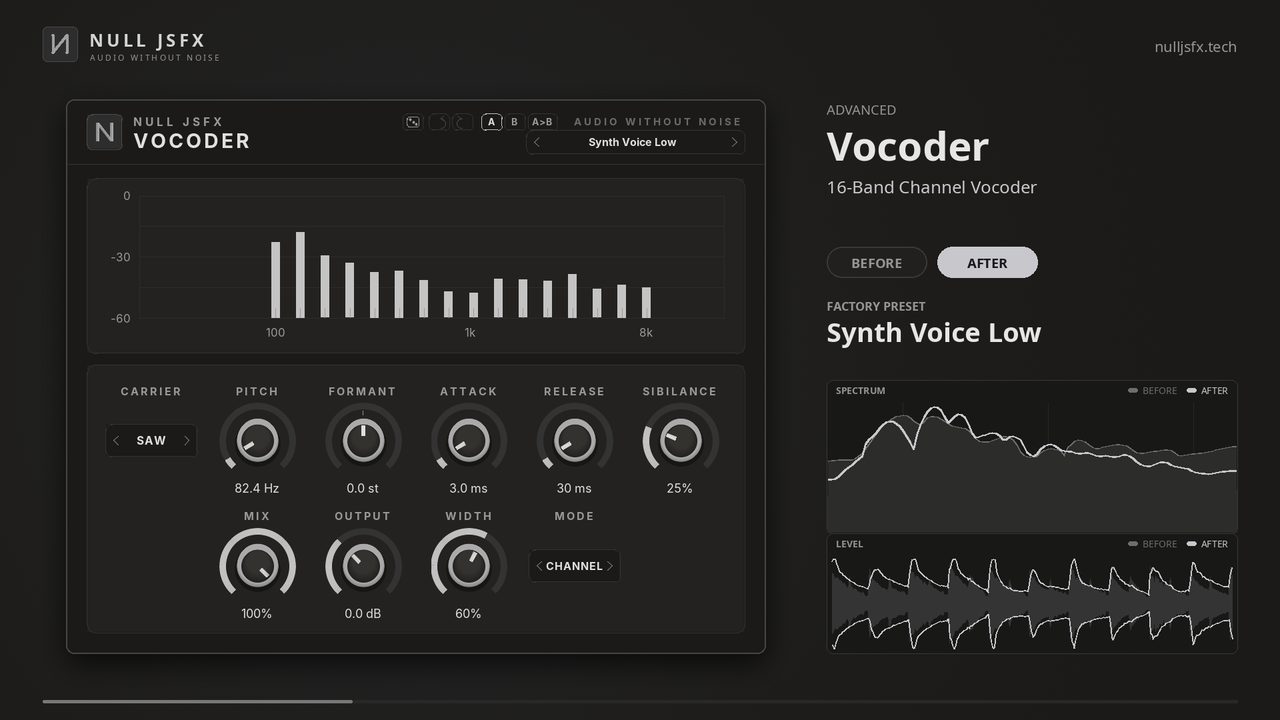 NULL JSFX
AUDIO WITHOUT NOISE
nulljsfx.tech
N
NULL JSFX
VOCODER
A B A>B
AUDIO WITHOUT NOISE
Synth Voice Low
0
-30
-60
100 1k 8k
CARRIER PITCH FORMANT ATTACK RELEASE SIBILANCE
SAW
82.4 Hz 0.0 st 3.0 ms 30 ms 25%
MIX OUTPUT WIDTH MODE
CHANNEL
100% 0.0 dB 60%
ADVANCED
Vocoder
16-Band Channel Vocoder
BEFORE AFTER
FACTORY PRESET
Synth Voice Low
SPECTRUM BEFORE AFTER
LEVEL BEFORE AFTER